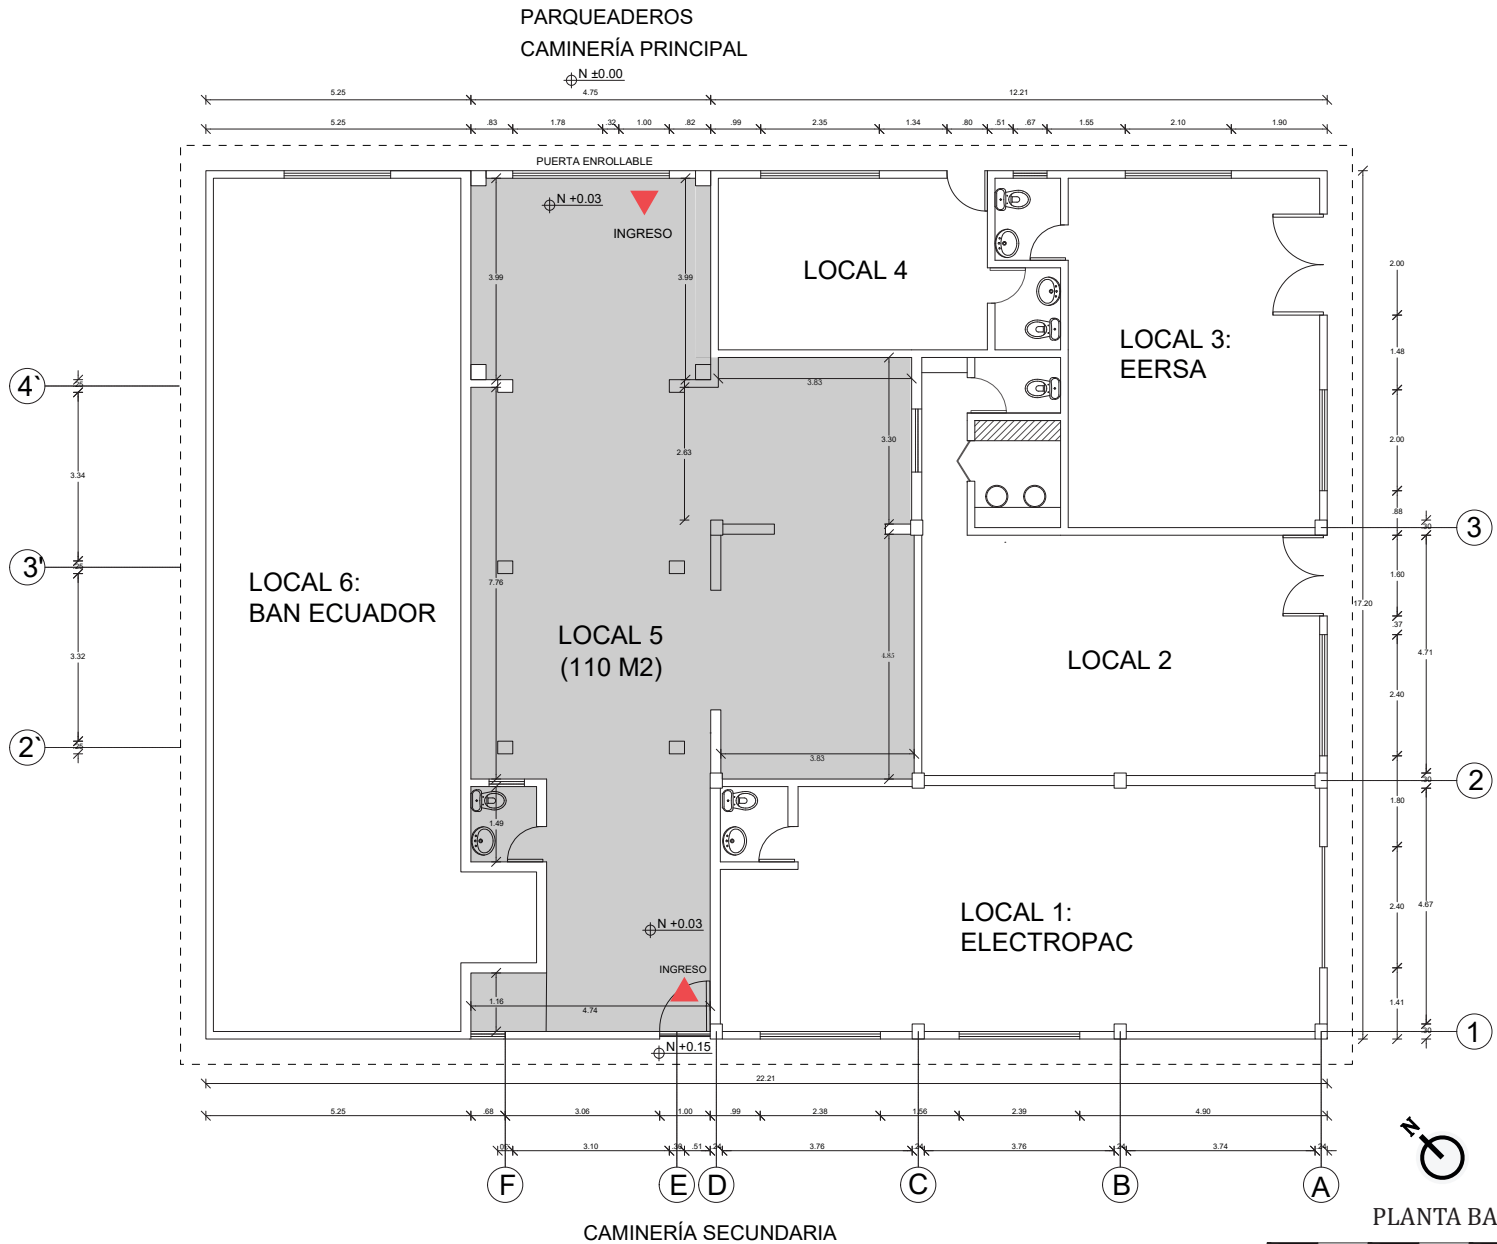 PARQUEADEROS
CAMINERÍA PRINCIPAL
N ±0.00
5.25 4.75 12.21
5.25 .83 1.78 .32 1.00 .82 .99 2.35 1.34 .80 .51 .67 1.55 2.10 1.90
PUERTA ENROLLABLE
N +0.03
INGRESO
3.99 3.99
LOCAL 4
2.00
LOCAL 3:
EERSA
1.48
4`
3.83
3.30
2.63
2.00
3.34
.88
3
3'
7.76
LOCAL 6:
BAN ECUADOR
1.60
17.20
.37
LOCAL 5
(110 M2)
4.85
3.32
LOCAL 2
4.71
2.40
2`
3.83
2
1.80
1.49
LOCAL 1:
ELECTROPAC
2.40
4.67
N +0.03
INGRESO
1.16
4.74
1.41
1
N +0.15
22.21
5.25 .68 3.06 1.00 .99 2.38 1.56 2.39 4.90
3.10 .51 3.76 3.76 3.74
F E D C B A
N
PLANTA BA
CAMINERÍA SECUNDARIA